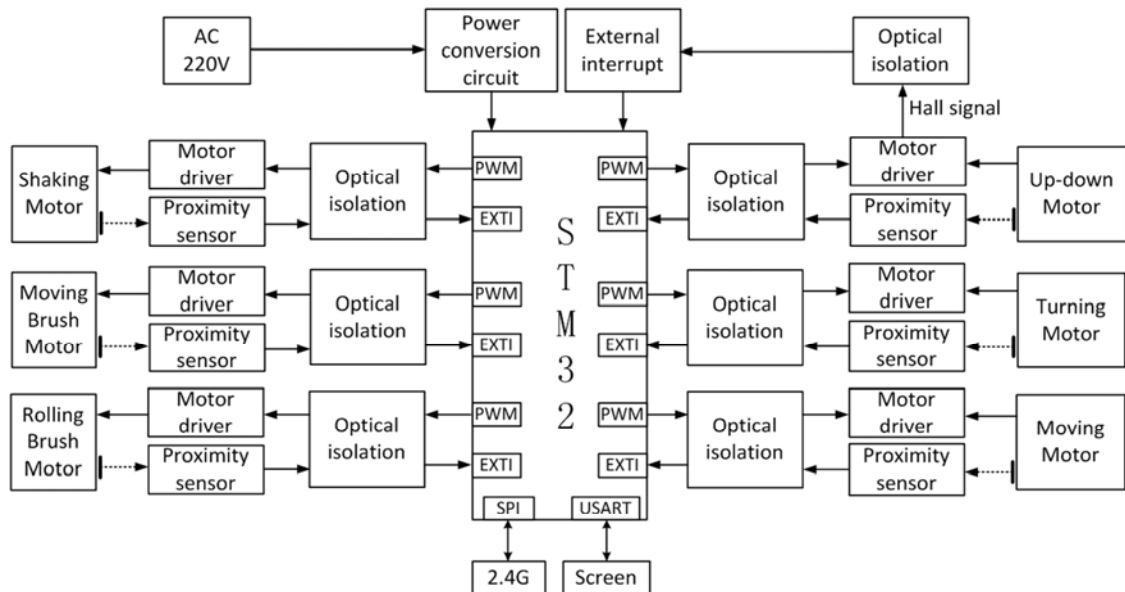 AC
220V
Power
conversion
circuit
External
interrupt
Optical
isolation
Hall signal
Shaking
Motor
Motor
driver
Proximity
sensor
Optical
isolation
PWM
EXTI
PWM
EXTI
Optical
isolation
Motor
driver
Proximity
sensor
Up-down
Motor
Moving
Brush
Motor
Motor
driver
Proximity
sensor
Optical
isolation
PWM
EXTI
PWM
EXTI
Optical
isolation
Motor
driver
Proximity
sensor
Turning
Motor
Rolling
Brush
Motor
Motor
driver
Proximity
sensor
Optical
isolation
PWM
EXTI
PWM
EXTI
Optical
isolation
Motor
driver
Proximity
sensor
Moving
Motor
STM32
SPI
USART
2.4G
Screen